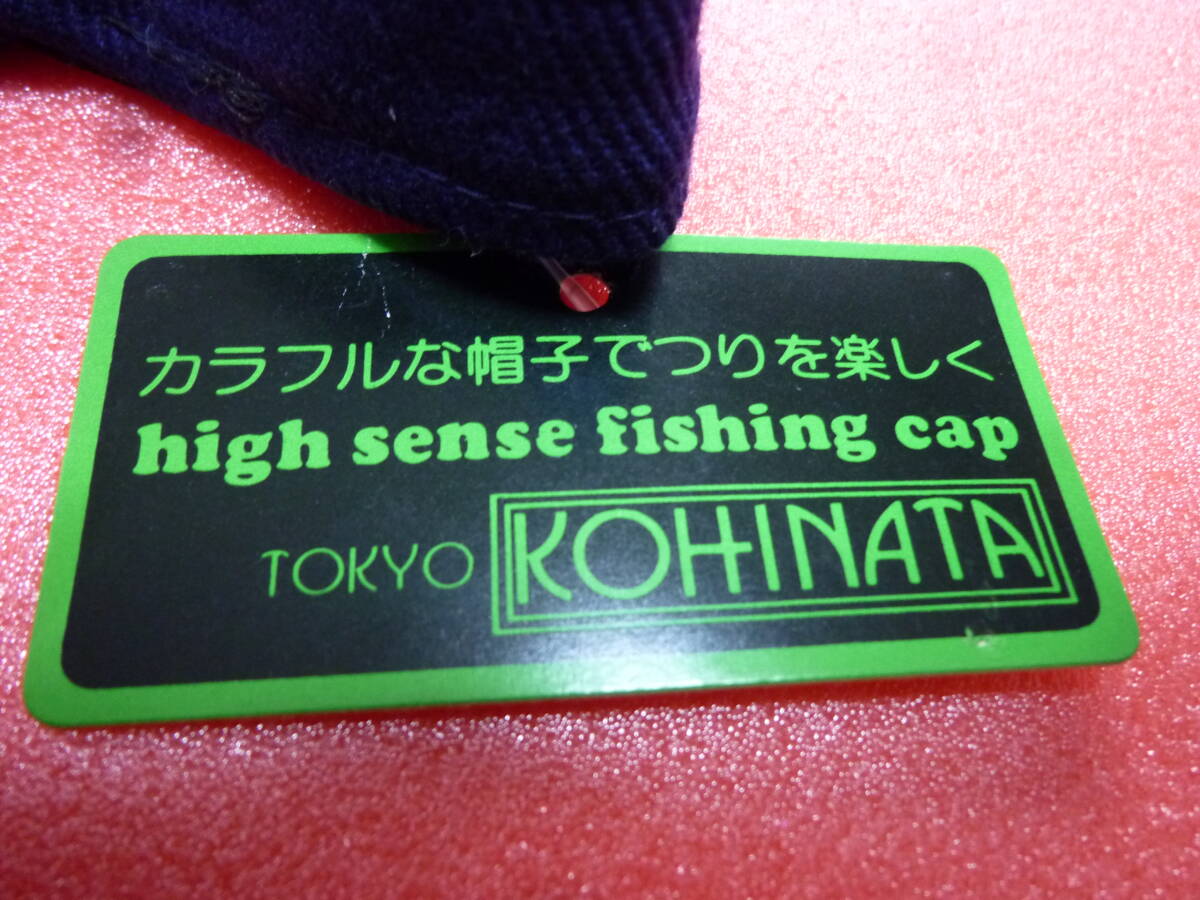 カラフルな帽子でつりを楽しく
high sense fishing cap
TOKYO KOHINATA